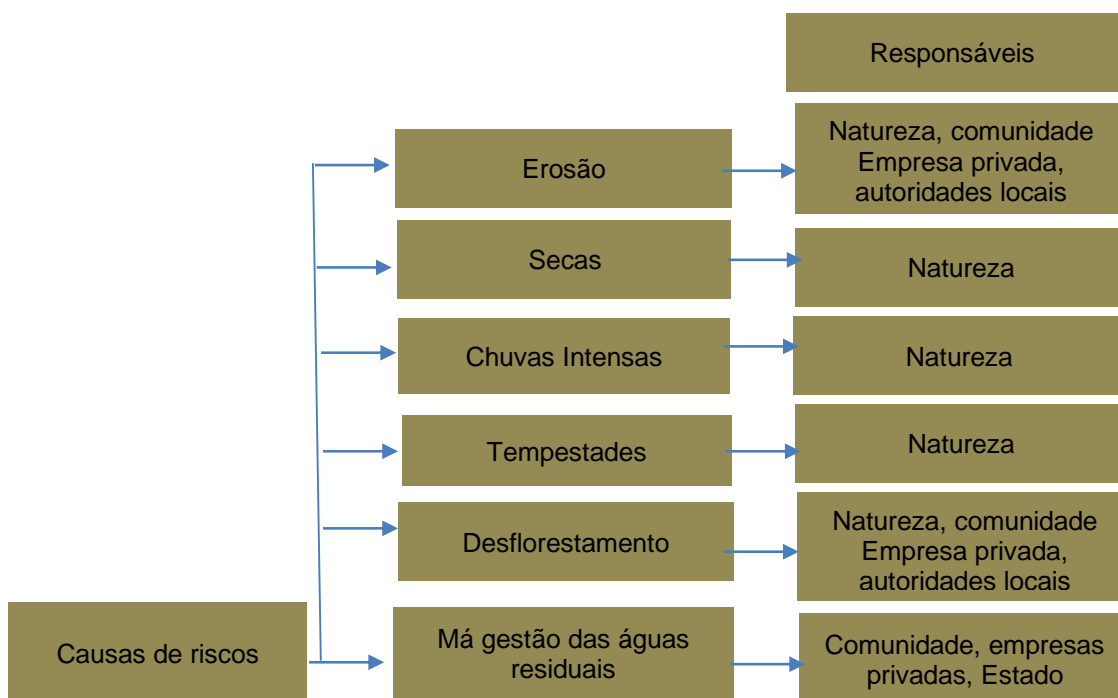 Responsáveis
Erosão
Natureza, comunidade
Empresa privada,
autoridades locais
Secas
Natureza
Chuvas Intensas
Natureza
Tempestades
Natureza
Desflorestamento
Natureza, comunidade
Empresa privada,
autoridades locais
Causas de riscos
Má gestão das águas
residuais
Comunidade, empresas
privadas, Estado